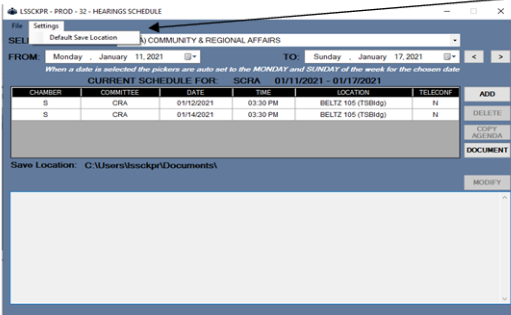 LSSCKPR - PROD - 32 - HEARINGS SCHEDULE
File Settings
Default Save Location
SEL A) COMMUNITY & REGIONAL AFFAIRS
FROM: Monday , January 11, 2021 TO: Sunday , January 17, 2021 < >
When a date is selected the pickers are auto set to the MONDAY and SUNDAY of the week for the chosen date
CURRENT SCHEDULE FOR: SCRA 01/11/2021 - 01/17/2021
CHAMBER COMMITTEE DATE TIME LOCATION TELECONF
S CRA 01/12/2021 03:30 PM BELTZ 105 (TSBldg) N
S CRA 01/14/2021 03:30 PM BELTZ 105 (TSBldg) N
ADD
DELETE
COPY
AGENDA
DOCUMENT
Save Location: C:\Users\lssckpr\Documents\
MODIFY